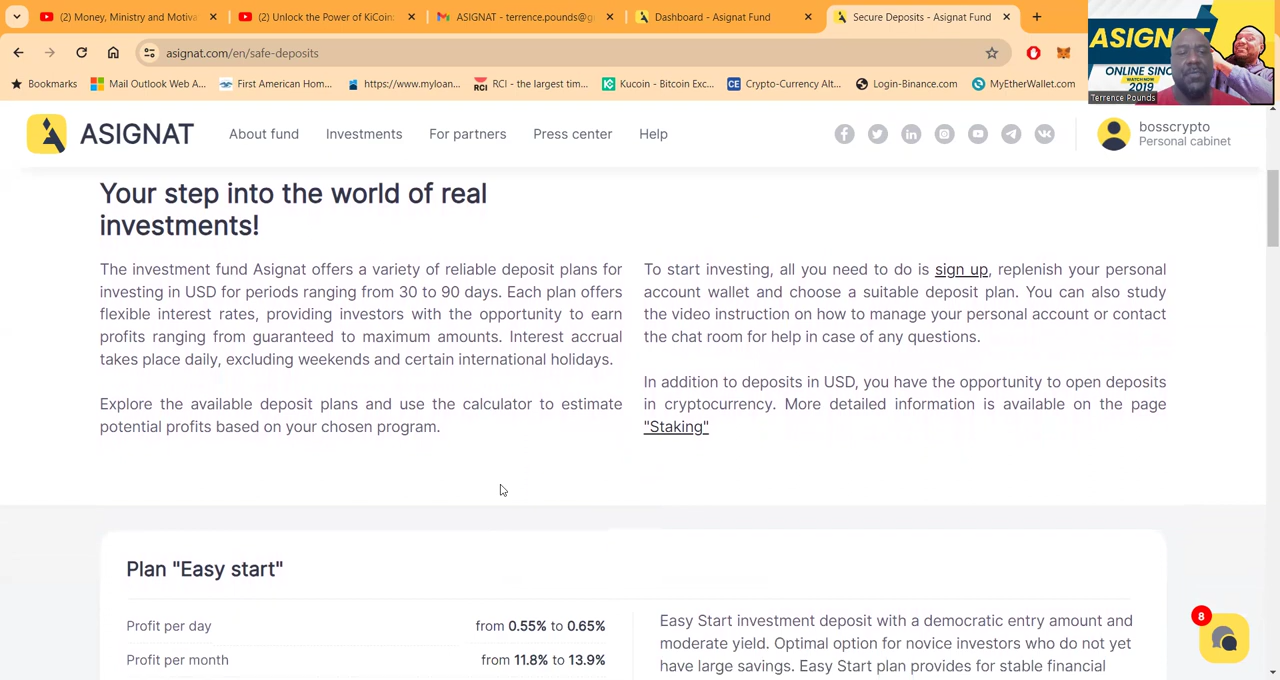 (2) Money, Ministry and Motiva
(2) Unlock the Power of KiCoin:
ASIGNAT - terrence.pounds@g
Dashboard - Asignat Fund
Secure Deposits - Asignat Fund
asignat.com/en/safe-deposits
Bookmarks
Mail Outlook Web A...
First American Hom...
https://www.myloan...
RCI - the largest tim...
Kucoin - Bitcoin Exc...
Crypto-Currency Alt...
Login-Binance.com
MyEtherWallet.com
ONLINE SINC
WATCH NOW
2019
Terrence Pounds
ASIGNAT
About fund
Investments
For partners
Press center
Help
bosscrypto
Personal cabinet
Your step into the world of real
investments!
The investment fund Asignat offers a variety of reliable deposit plans for
investing in USD for periods ranging from 30 to 90 days. Each plan offers
flexible interest rates, providing investors with the opportunity to earn
profits ranging from guaranteed to maximum amounts. Interest accrual
takes place daily, excluding weekends and certain international holidays.
Explore the available deposit plans and use the calculator to estimate
potential profits based on your chosen program.
To start investing, all you need to do is sign up, replenish your personal
account wallet and choose a suitable deposit plan. You can also study
the video instruction on how to manage your personal account or contact
the chat room for help in case of any questions.
In addition to deposits in USD, you have the opportunity to open deposits
in cryptocurrency. More detailed information is available on the page
"Staking"
Plan "Easy start"
Profit per day
from 0.55% to 0.65%
Profit per month
from 11.8% to 13.9%
Easy Start investment deposit with a democratic entry amount and
moderate yield. Optimal option for novice investors who do not yet
have large savings. Easy Start plan provides for stable financial
8